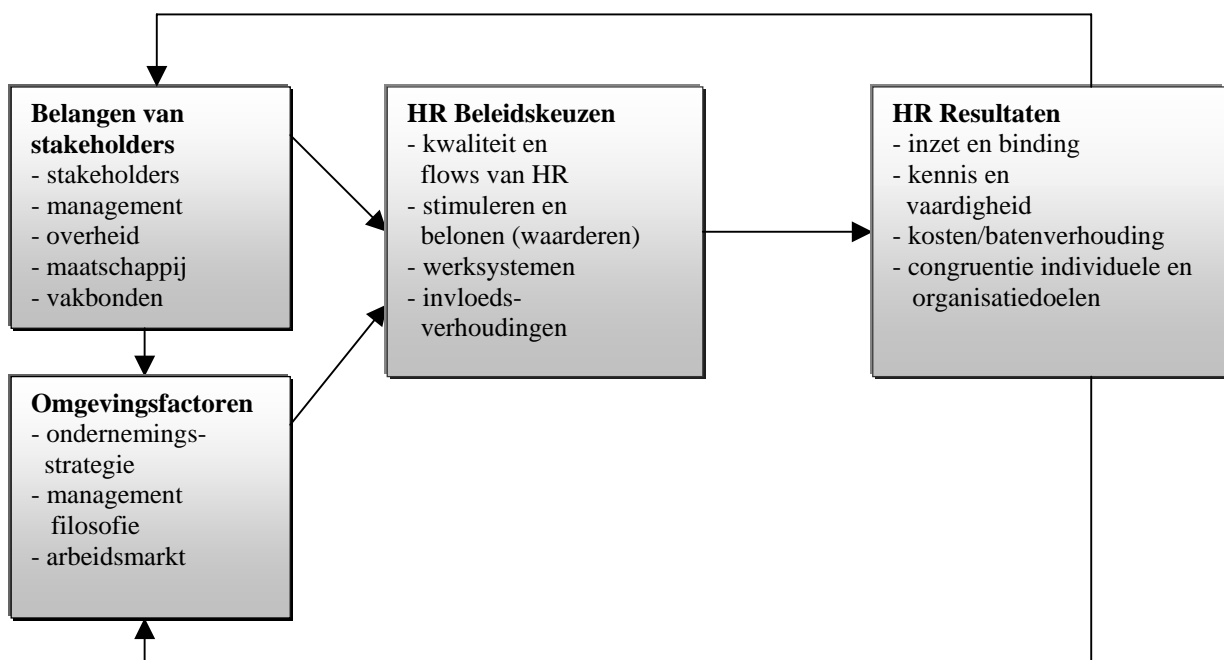 Belangen van
stakeholders
- stakeholders
- management
- overheid
- maatschappij
- vakbonden
Omgevingsfactoren
- ondernemings-
strategie
- management
filosofie
- arbeidsmarkt
HR Beleidskeuzen
- kwaliteit en
flows van HR
- stimuleren en
belonen (waarderen)
- werksystemen
- invloeds-
verhoudingen
HR Resultaten
- inzet en binding
- kennis en
vaardigheid
- kosten/batenverhouding
- congruentie individuele en
organisatiedoelen